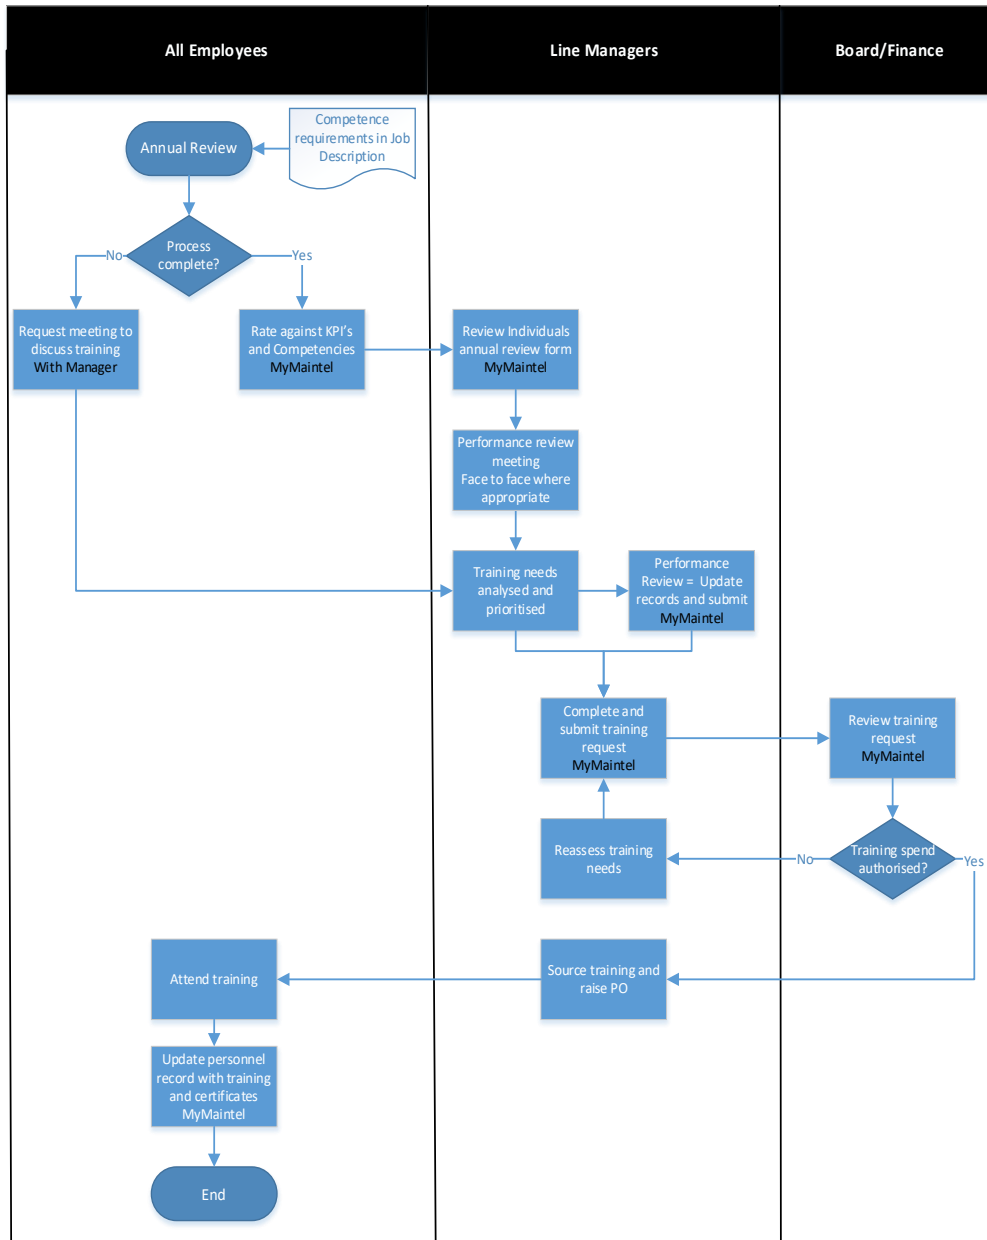 All Employees
Line Managers
Board/Finance
Annual Review
Competence
requirements in Job
Description
Process
complete?
No
Yes
Request meeting to
discuss training
With Manager
Rate against KPI's
and Competencies
MyMaintel
Review Individuals
annual review form
MyMaintel
Performance review
meeting
Face to face where
appropriate
Training needs
analysed and
prioritised
Performance
Review = Update
records and submit
MyMaintel
Complete and
submit training
request
MyMaintel
Review training
request
MyMaintel
Reassess training
needs
No
Training spend
authorised?
Yes
Attend training
Source training and
raise PO
Update personnel
record with training
and certificates
MyMaintel
End